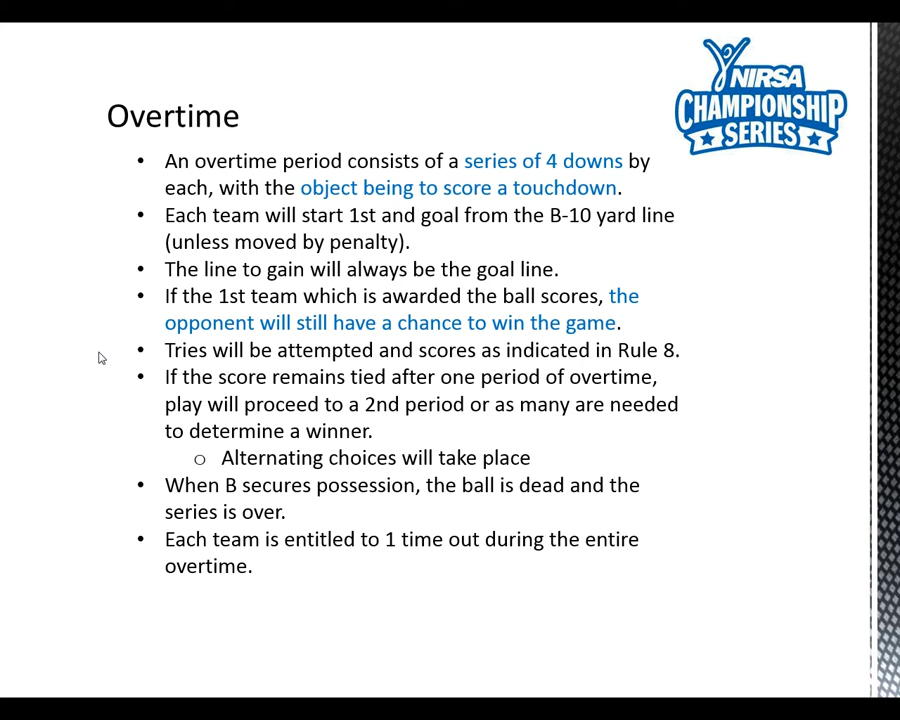 NIRSA
CHAMPIONSHIP
SERIES
Overtime
• An overtime period consists of a series of 4 downs by
each, with the object being to score a touchdown.
• Each team will start 1st and goal from the B-10 yard line
(unless moved by penalty).
• The line to gain will always be the goal line.
• If the 1st team which is awarded the ball scores, the
opponent will still have a chance to win the game.
• Tries will be attempted and scores as indicated in Rule 8.
• If the score remains tied after one period of overtime,
play will proceed to a 2nd period or as many are needed
to determine a winner.
o Alternating choices will take place
• When B secures possession, the ball is dead and the
series is over.
• Each team is entitled to 1 time out during the entire
overtime.